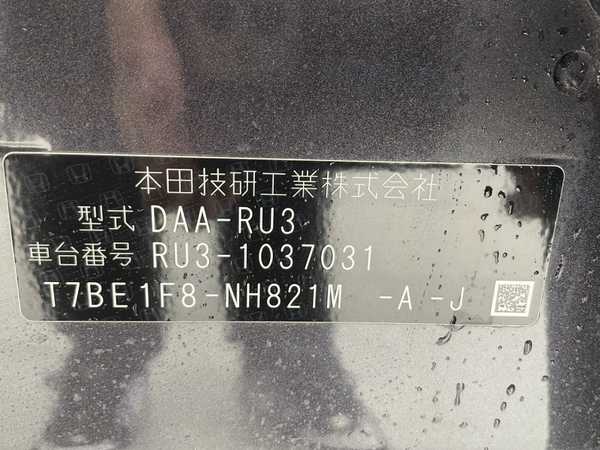 本田技研工業株式会社
型式 DAA-RU3
車台番号 RU3-1037031
T7BE1F8-NH821M -A-J